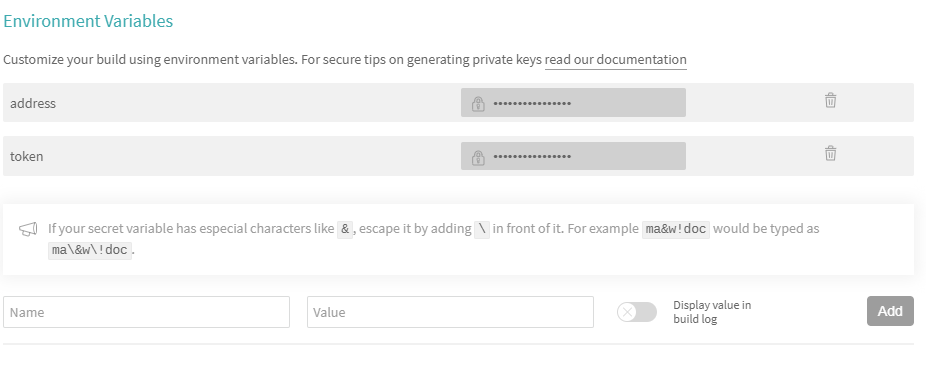 Environment Variables
Customize your build using environment variables. For secure tips on generating private keys read our documentation
address ••••••••••••••••
token ••••••••••••••••
If your secret variable has especial characters like &, escape it by adding \ in front of it. For example ma&w!doc would be typed as
ma\&w\!doc.
Name Value Display value in
build log Add